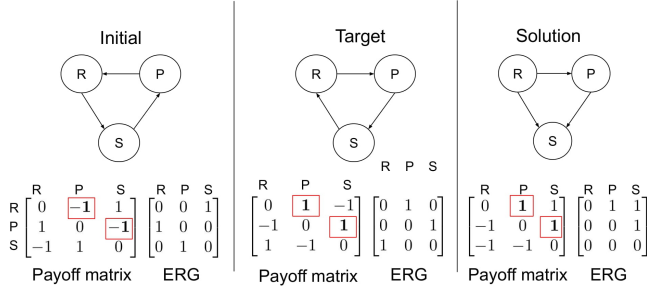 Initial
R P
S
R P S R P S
R 0 −1 1 0 0 1
P 1 0 −1 1 0 0
S −1 1 0 0 1 0
Payoff matrix ERG
Target
R P
S
R P S
R P S
0 1 −1 0 1 0
−1 0 1 0 0 1
1 −1 0 1 0 0
Payoff matrix ERG
Solution
R P
S
R P S R P S
0 1 1 0 1 1
−1 0 1 0 0 1
−1 −1 0 0 0 0
Payoff matrix ERG